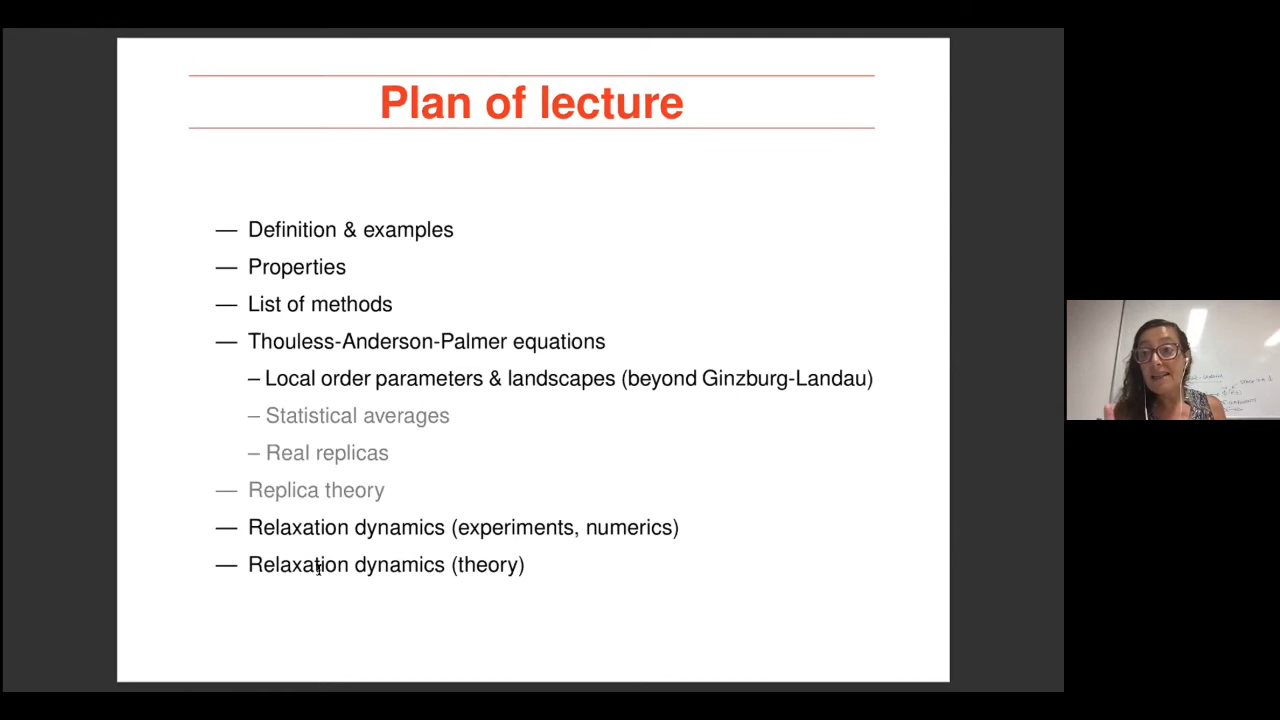 Plan of lecture
— Definition & examples
— Properties
— List of methods
— Thouless-Anderson-Palmer equations
– Local order parameters & landscapes (beyond Ginzburg-Landau)
– Statistical averages
– Real replicas
— Replica theory
— Relaxation dynamics (experiments, numerics)
— Relaxation dynamics (theory)